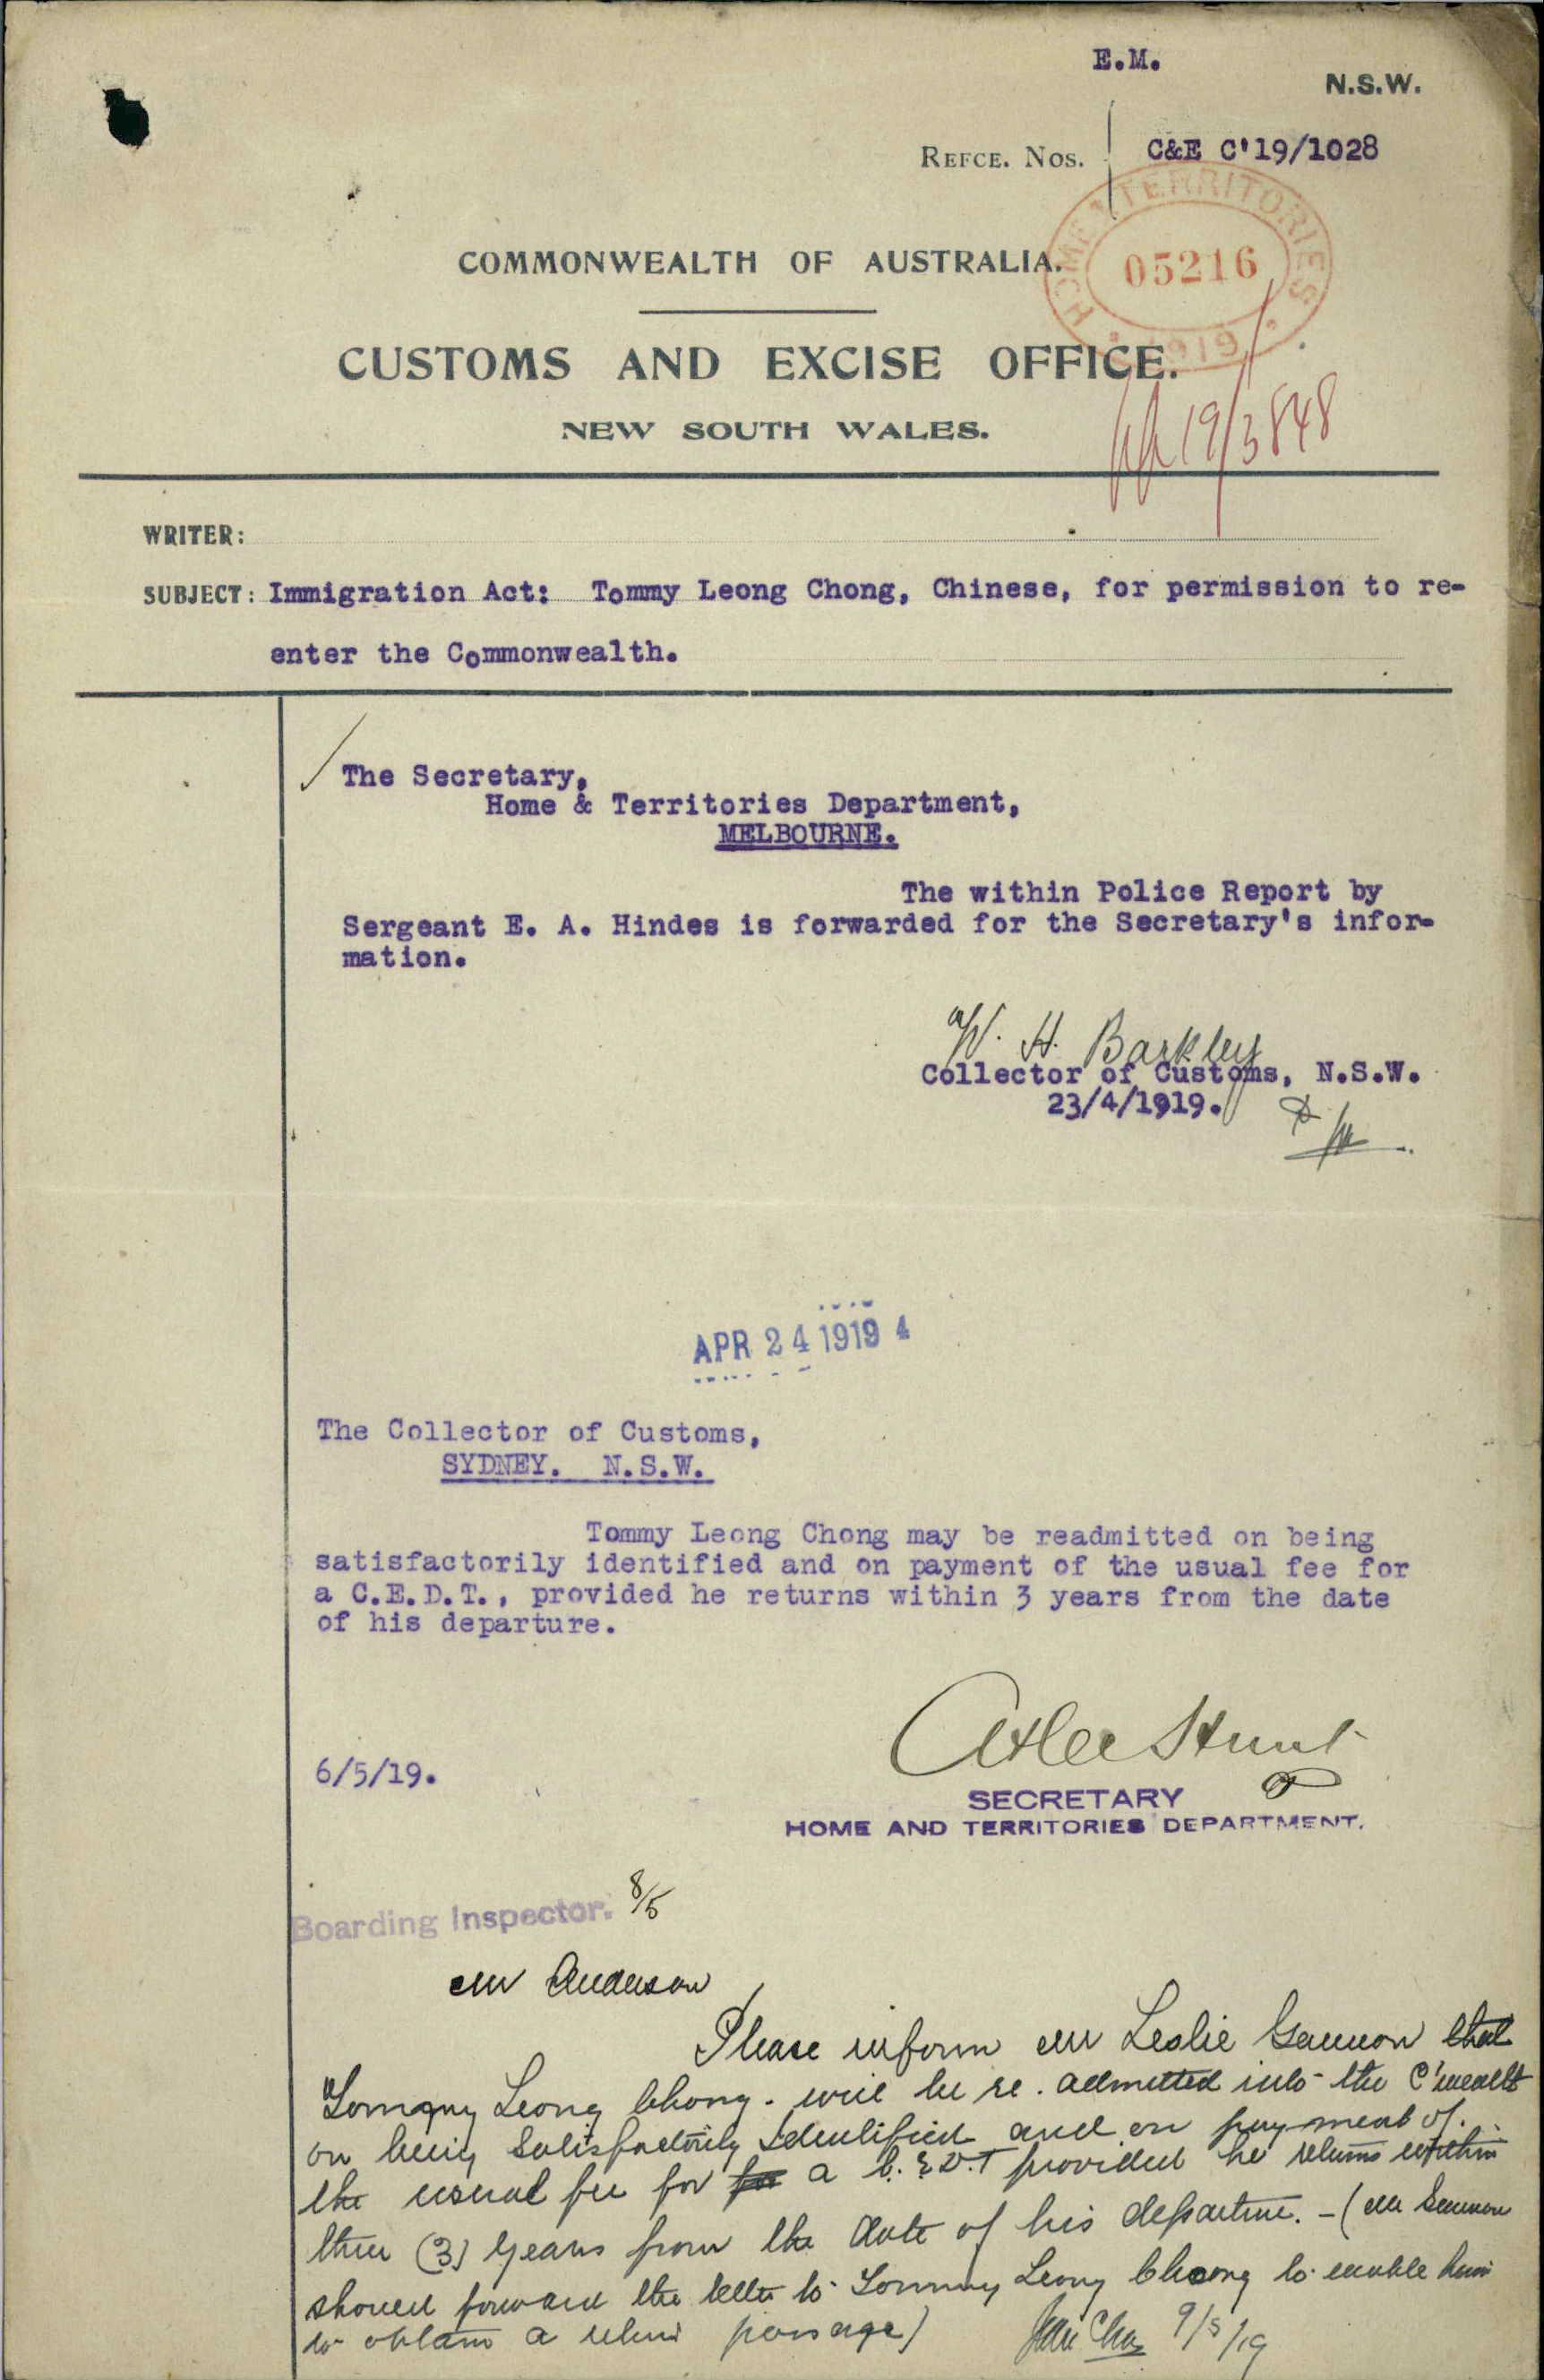 E.M.
N.S.W.
REFCE. NOS. C&E C'19/1028
HOME & TERRITORIES
05216
1919
19/3848
COMMONWEALTH OF AUSTRALIA.
CUSTOMS AND EXCISE OFFICE.
NEW SOUTH WALES.
WRITER:
SUBJECT: Immigration Act: Tommy Leong Chong, Chinese, for permission to re-
enter the Commonwealth.
The Secretary,
Home & Territories Department,
MELBOURNE.
The within Police Report by
Sergeant E. A. Hindes is forwarded for the Secretary's infor-
mation.
W. H. Barkley
Collector of Customs, N.S.W.
23/4/1919.
APR 24 1919 4
The Collector of Customs,
SYDNEY. N.S.W.
Tommy Leong Chong may be readmitted on being
satisfactorily identified and on payment of the usual fee for
a C.E.D.T., provided he returns within 3 years from the date
of his departure.
Atlee Hunt
6/5/19.
SECRETARY
HOME AND TERRITORIES DEPARTMENT.
Boarding Inspector. 8/5
Mr Anderson
Please inform Mr Leslie that
Tommy Leong Chong. will be re.admitted into the C'wealth
on being satisfactorily identified and on payment of
the usual fee for for a C.E.D.T provided he returns within
three (3) years from the date of his departure. - (Mr
should forward the letter to Tommy Leong Chong to enable him
to obtain a return passage)
9/5/19